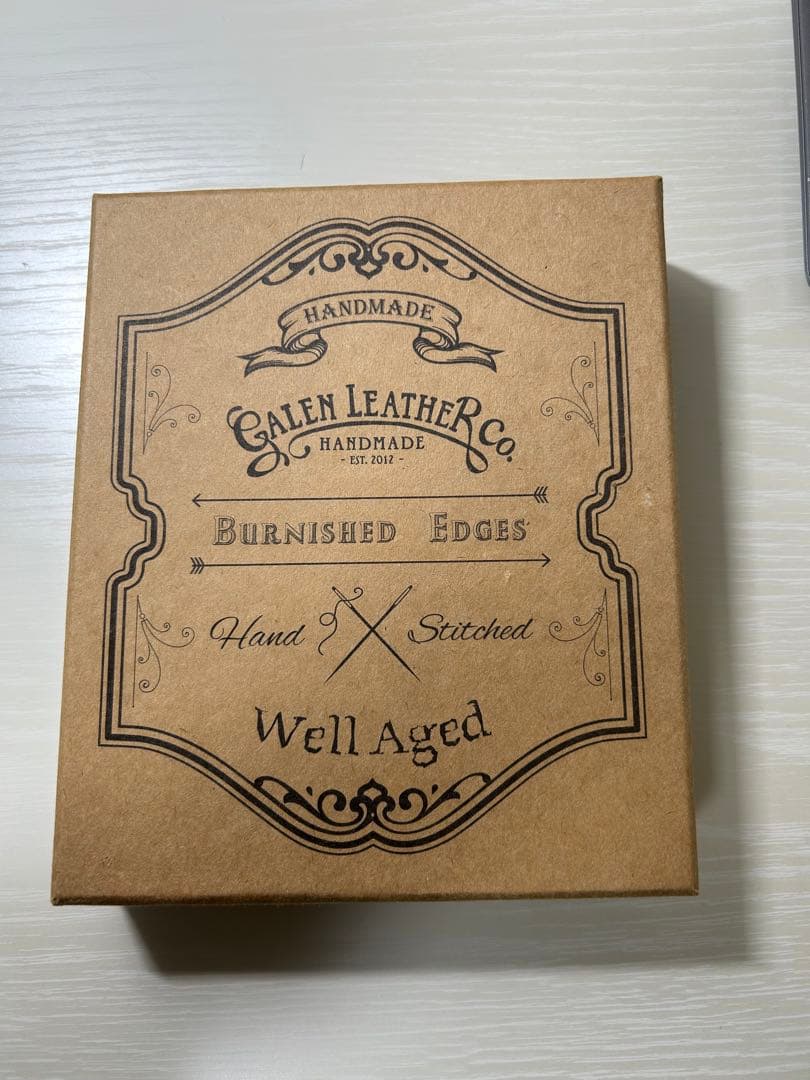 HANDMADE
GALEN LEATHER CO.
HANDMADE
- EST. 2012 -
BURNISHED EDGES
Hand Stitched
Well Aged